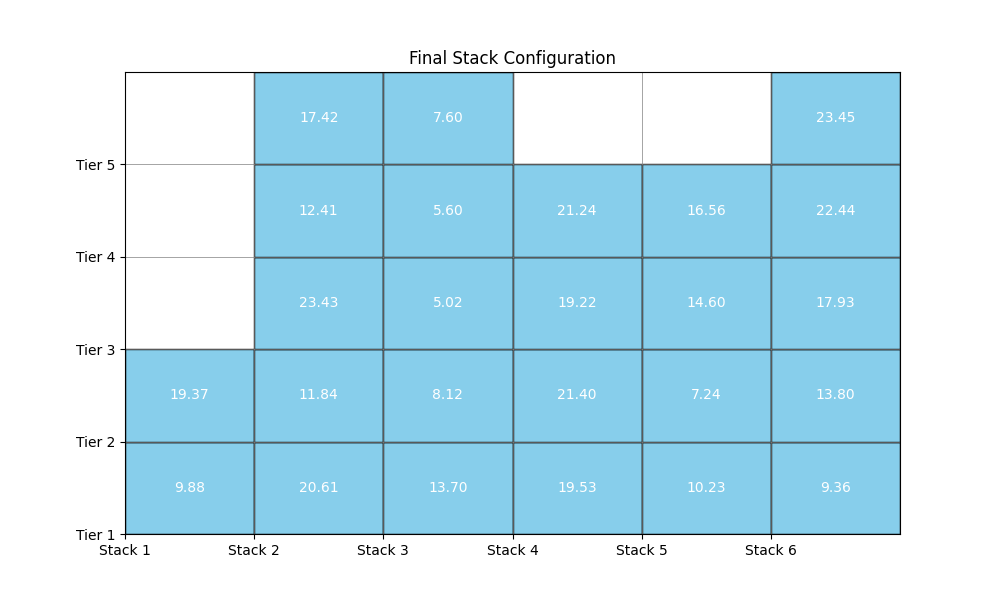 Final Stack Configuration
17.42 7.60 23.45
Tier 5
12.41 5.60 21.24 16.56 22.44
Tier 4
23.43 5.02 19.22 14.60 17.93
Tier 3
19.37 11.84 8.12 21.40 7.24 13.80
Tier 2
9.88 20.61 13.70 19.53 10.23 9.36
Tier 1
Stack 1 Stack 2 Stack 3 Stack 4 Stack 5 Stack 6